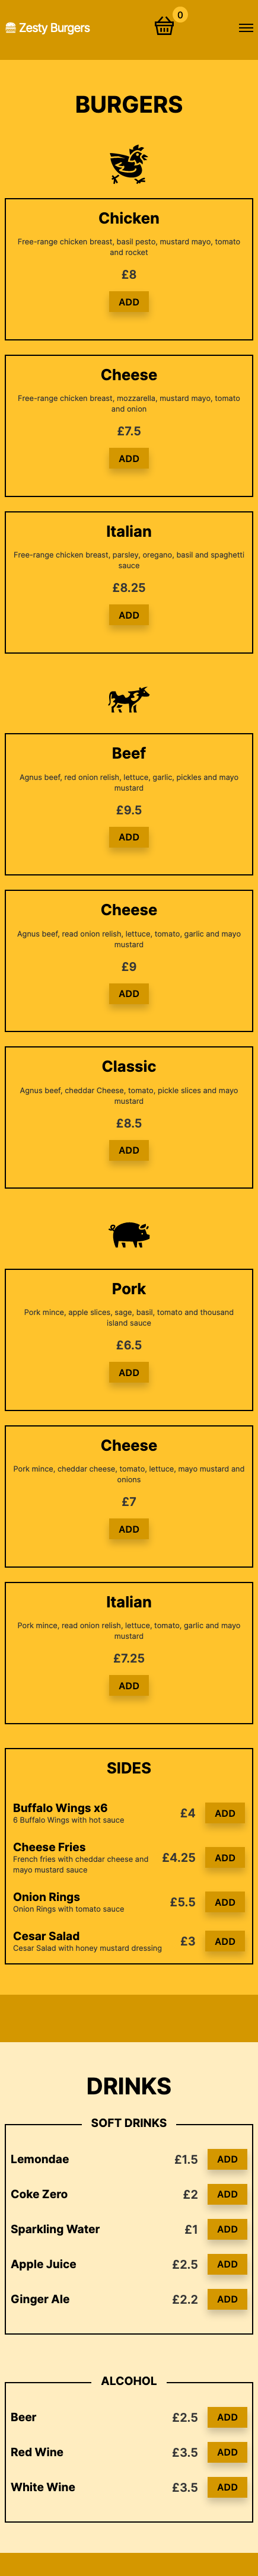 Zesty Burgers
0
BURGERS
Chicken
Free-range chicken breast, basil pesto, mustard mayo, tomato
and rocket
£8
ADD
Cheese
Free-range chicken breast, mozzarella, mustard mayo, tomato
and onion
£7.5
ADD
Italian
Free-range chicken breast, parsley, oregano, basil and spaghetti
sauce
£8.25
ADD
Beef
Agnus beef, red onion relish, lettuce, garlic, pickles and mayo
mustard
£9.5
ADD
Cheese
Agnus beef, read onion relish, lettuce, tomato, garlic and mayo
mustard
£9
ADD
Classic
Agnus beef, cheddar Cheese, tomato, pickle slices and mayo
mustard
£8.5
ADD
Pork
Pork mince, apple slices, sage, basil, tomato and thousand
island sauce
£6.5
ADD
Cheese
Pork mince, cheddar cheese, tomato, lettuce, mayo mustard and
onions
£7
ADD
Italian
Pork mince, read onion relish, lettuce, tomato, garlic and mayo
mustard
£7.25
ADD
SIDES
Buffalo Wings x6
6 Buffalo Wings with hot sauce
£4 ADD
Cheese Fries
French fries with cheddar cheese and
mayo mustard sauce
£4.25 ADD
Onion Rings
Onion Rings with tomato sauce
£5.5 ADD
Cesar Salad
Cesar Salad with honey mustard dressing
£3 ADD
DRINKS
SOFT DRINKS
Lemondae £1.5 ADD
Coke Zero £2 ADD
Sparkling Water £1 ADD
Apple Juice £2.5 ADD
Ginger Ale £2.2 ADD
ALCOHOL
Beer £2.5 ADD
Red Wine £3.5 ADD
White Wine £3.5 ADD